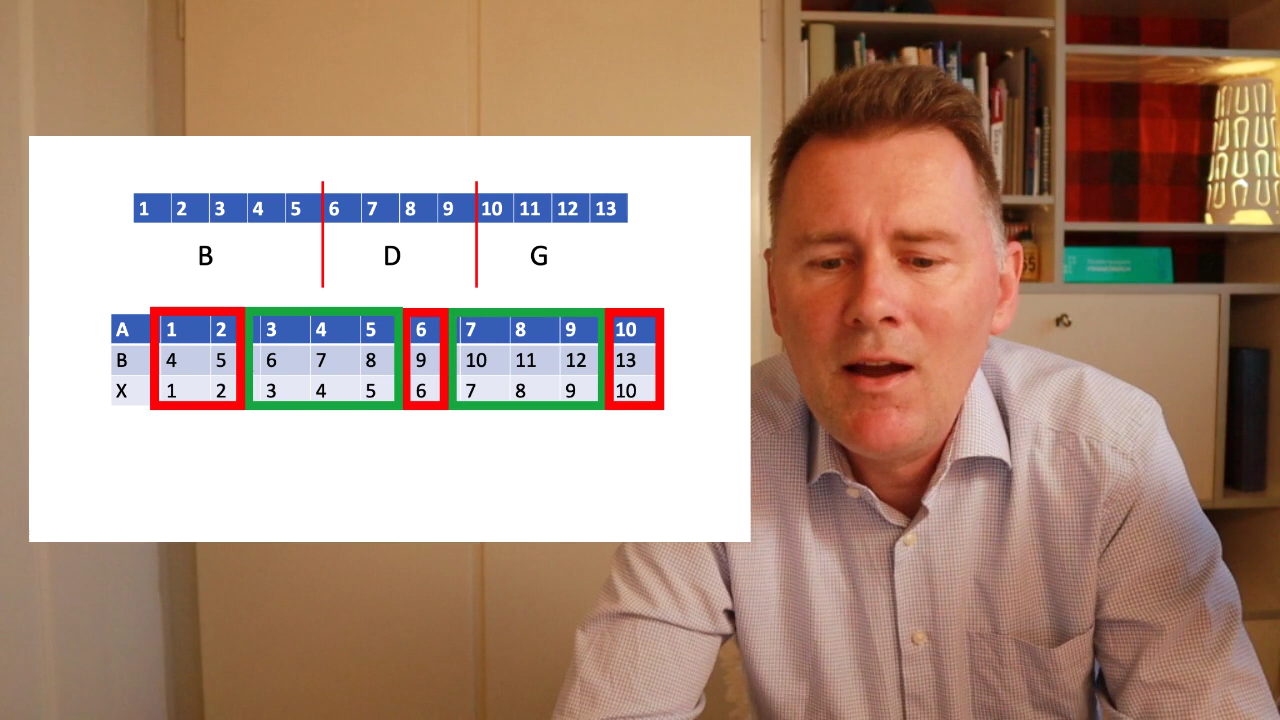 1 2 3 4 5 6 7 8 9 10 11 12 13
B D G
A 1 2 3 4 5 6 7 8 9 10
B 4 5 6 7 8 9 10 11 12 13
X 1 2 3 4 5 6 7 8 9 10